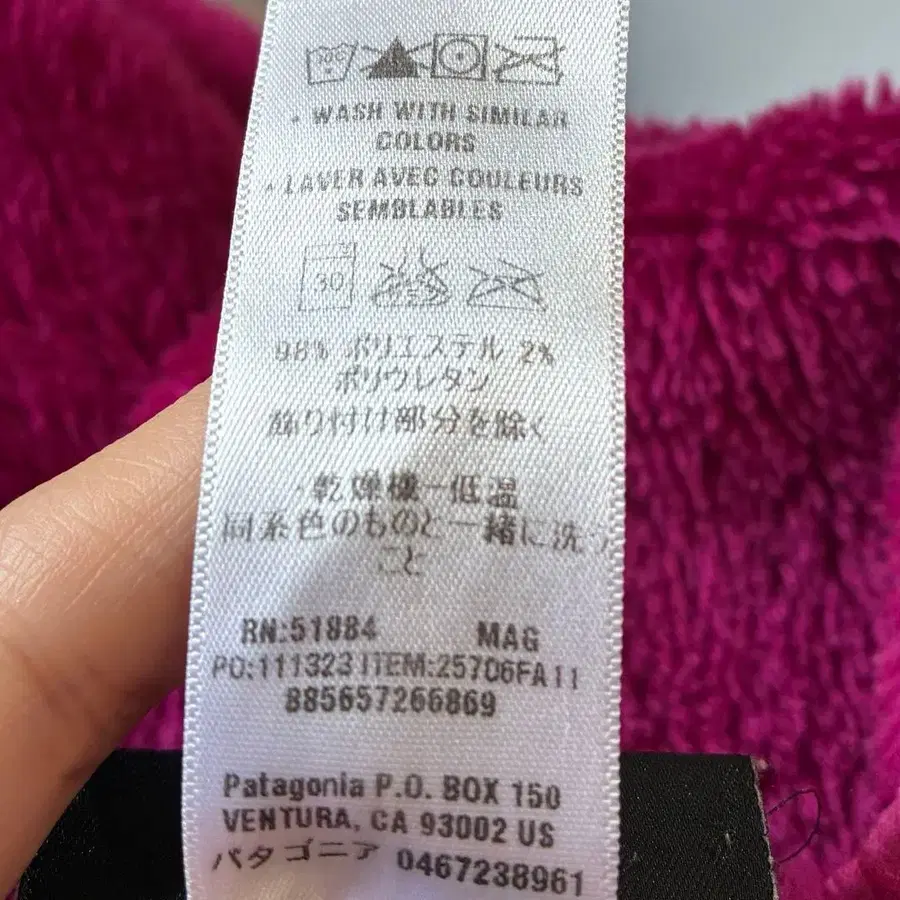 · WASH WITH SIMILAR
COLORS
· LAVER AVEC COULEURS
SEMBLABLES
30
98% ポリエステル 2%
ポリウレタン
飾り付け部分を除く
·乾燥機ー低温
同系色のものと一緒に洗う
こと
RN:51884 MAG
PO:111323 ITEM:25706FA11
885657266869
Patagonia P.O. BOX 150
VENTURA, CA 93002 US
パタゴニア 0467238961